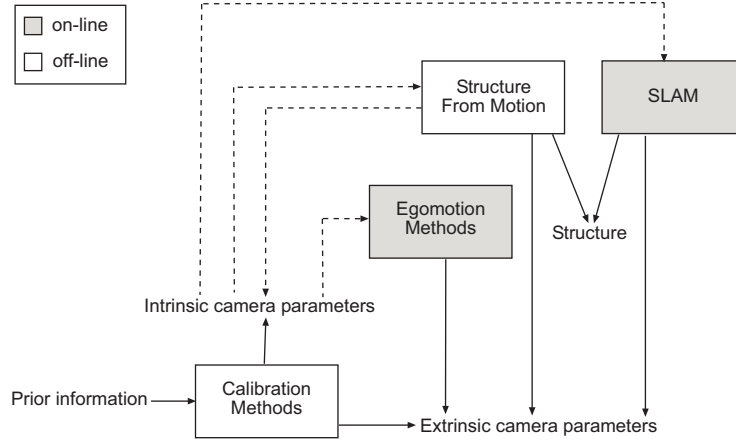 on-line
off-line
Structure
From Motion
SLAM
Egomotion
Methods
Structure
Intrinsic camera parameters
Prior information
Calibration
Methods
Extrinsic camera parameters